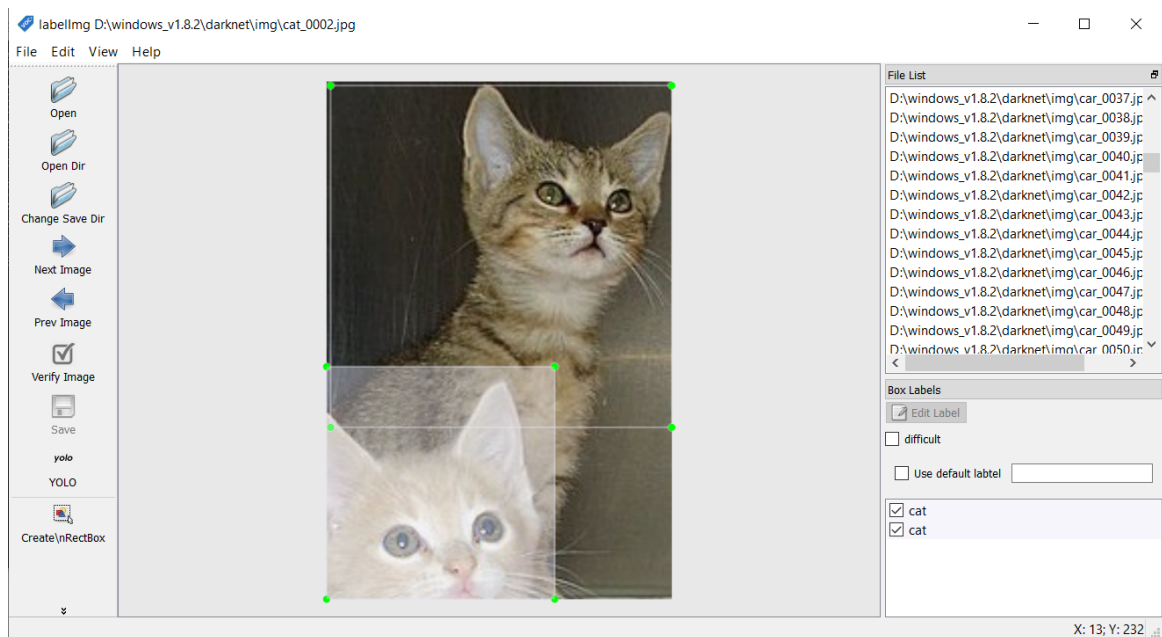 labelImg D:\windows_v1.8.2\darknet\img\cat_0002.jpg
File Edit View Help
Open
Open Dir
Change Save Dir
Next Image
Prev Image
Verify Image
Save
yolo
YOLO
Create\nRectBox
File List
D:\windows_v1.8.2\darknet\img\car_0037.jp
D:\windows_v1.8.2\darknet\img\car_0038.jp
D:\windows_v1.8.2\darknet\img\car_0039.jp
D:\windows_v1.8.2\darknet\img\car_0040.jp
D:\windows_v1.8.2\darknet\img\car_0041.jp
D:\windows_v1.8.2\darknet\img\car_0042.jp
D:\windows_v1.8.2\darknet\img\car_0043.jp
D:\windows_v1.8.2\darknet\img\car_0044.jp
D:\windows_v1.8.2\darknet\img\car_0045.jp
D:\windows_v1.8.2\darknet\img\car_0046.jp
D:\windows_v1.8.2\darknet\img\car_0047.jp
D:\windows_v1.8.2\darknet\img\car_0048.jp
D:\windows_v1.8.2\darknet\img\car_0049.jp
D:\windows_v1.8.2\darknet\img\car_0050.jp
Box Labels
Edit Label
difficult
Use default labtel
cat
cat
X: 13; Y: 232